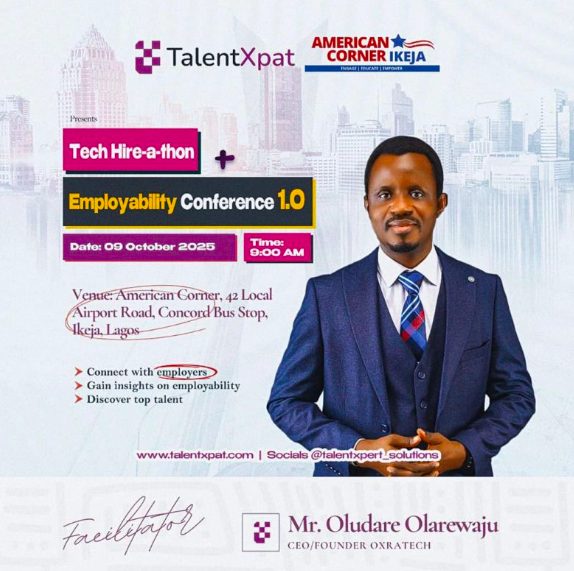 TalentXpat
AMERICAN
CORNER IKEJA
ENGAGE | EDUCATE | EMPOWER
Presents
Tech Hire-a-thon
+
Employability Conference 1.0
Date: 09 October 2025
Time:
9:00 AM
Venue: American Corner, 42 Local
Airport Road, Concord Bus Stop,
Ikeja, Lagos
Connect with employers
Gain insights on employability
Discover top talent
www.talentxpat.com | Socials @talentxpert_solutions
Facilitator
Mr. Oludare Olarewaju
CEO/FOUNDER OXRATECH